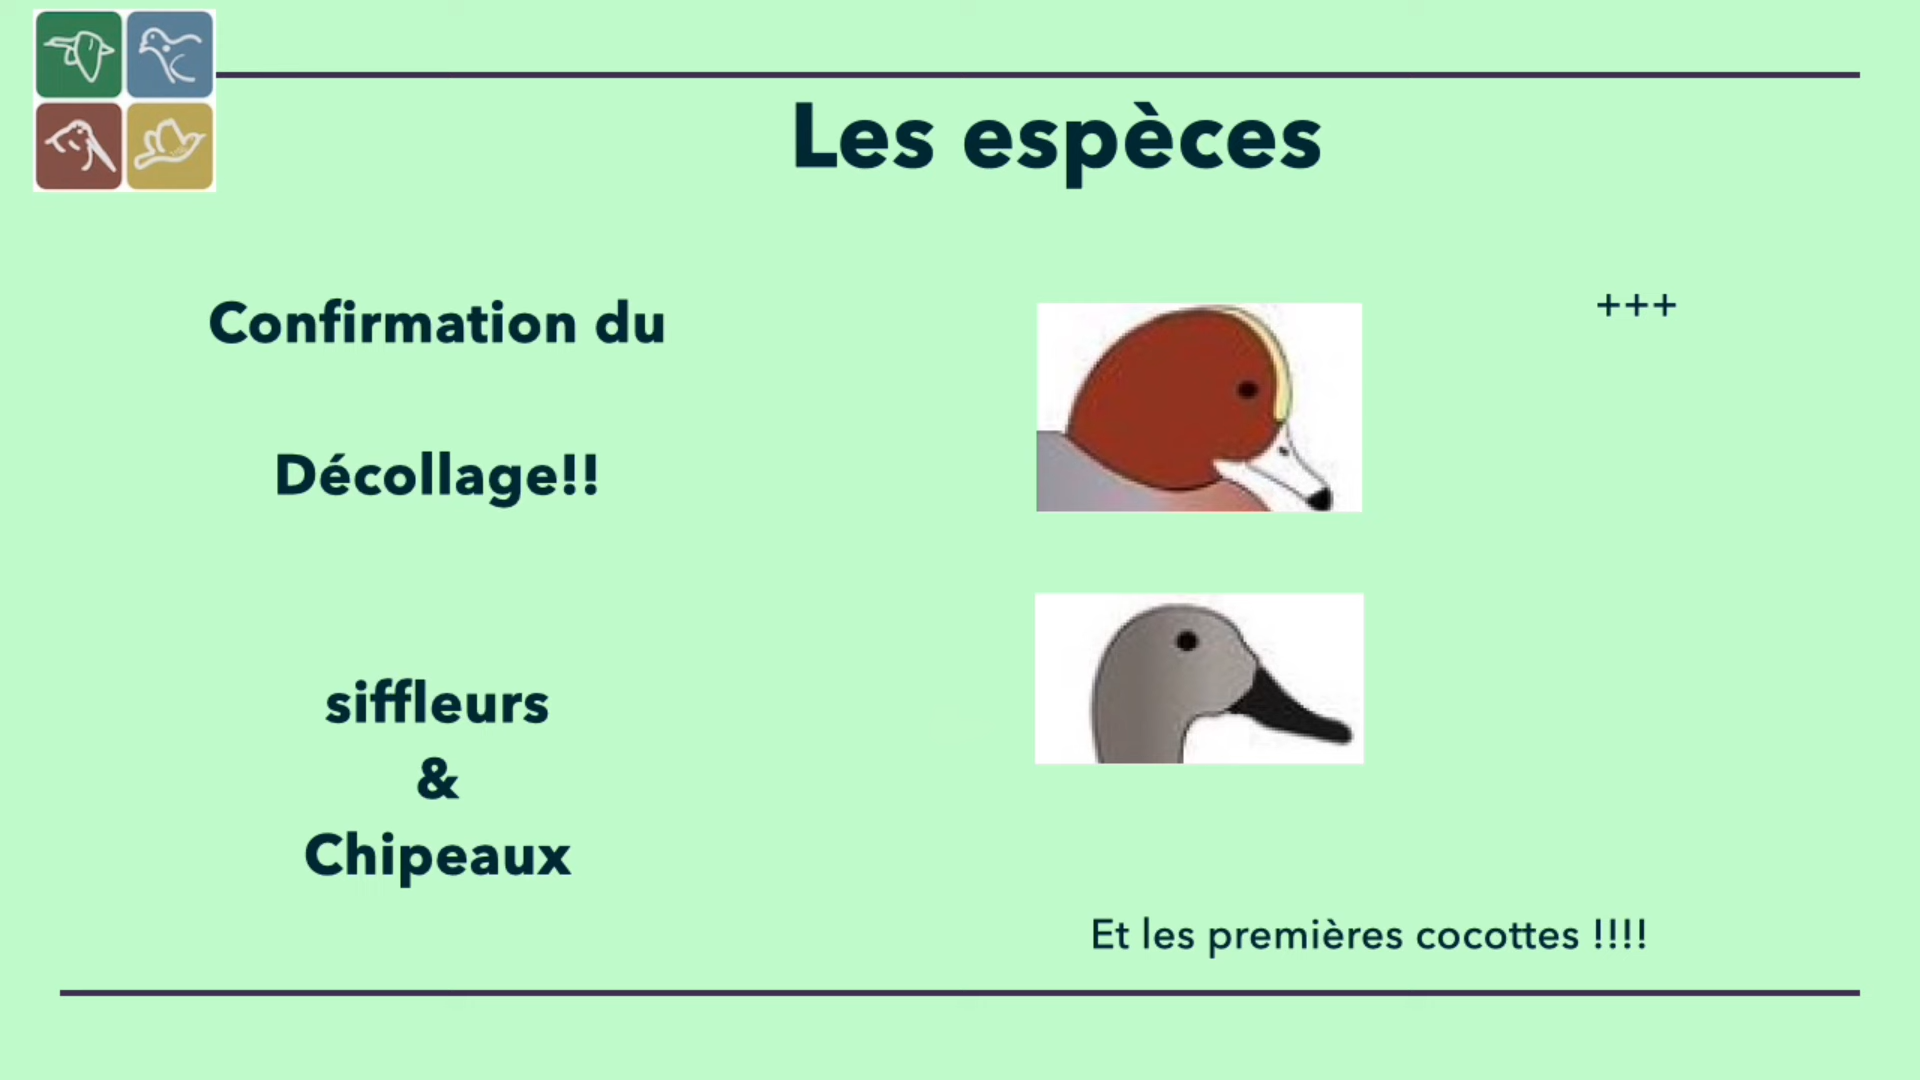 Les espèces
Confirmation du
Décollage!!
siffleurs
&
Chipeaux
+++
Et les premières cocottes !!!!